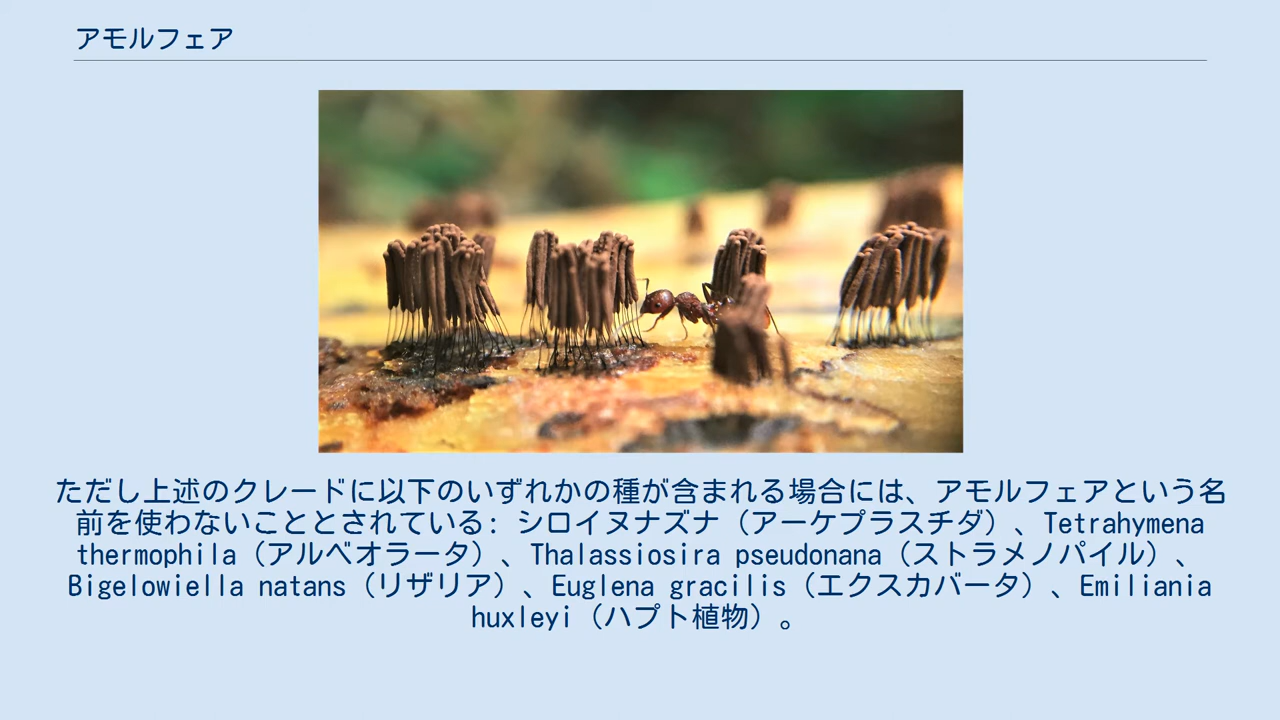 アモルフェア
ただし上述のクレードに以下のいずれかの種が含まれる場合には、アモルフェアという名
前を使わないこととされている: シロイヌナズナ（アーケプラスチダ）、Tetrahymena
thermophila（アルベオラータ）、Thalassiosira pseudonana（ストラメノパイル）、
Bigelowiella natans（リザリア）、Euglena gracilis（エクスカバータ）、Emiliania
huxleyi（ハプト植物）。